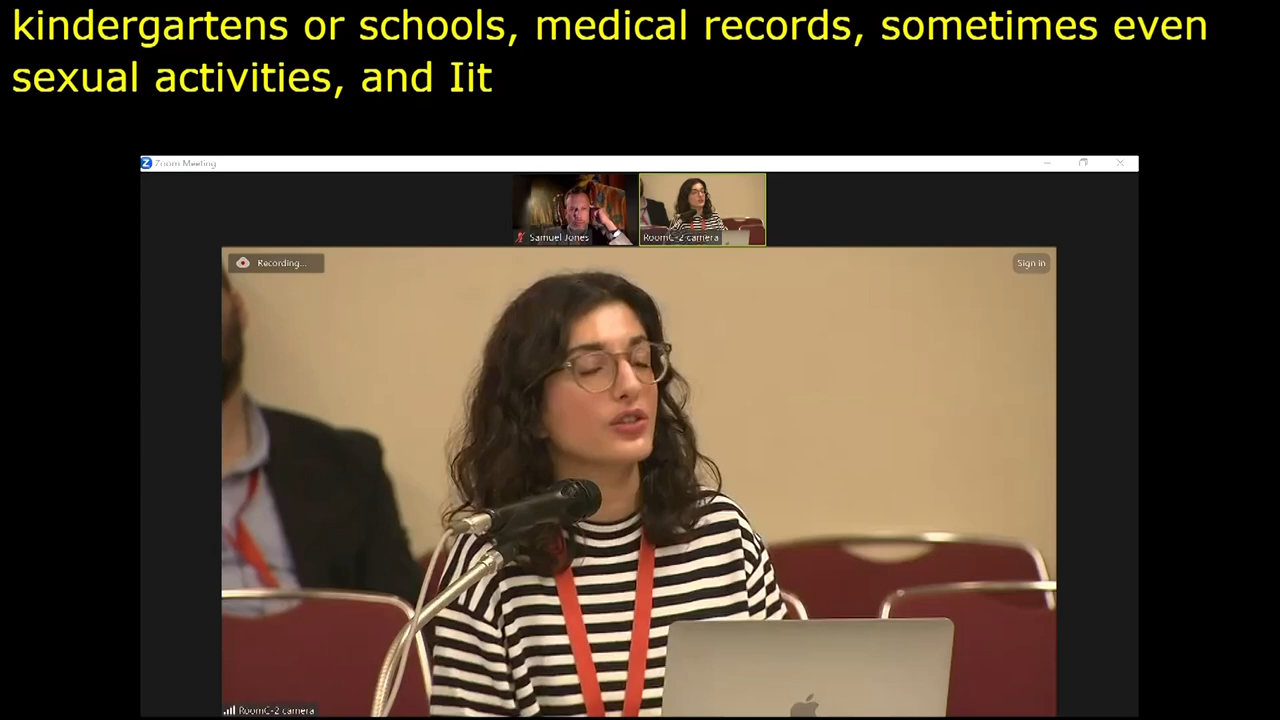 kindergartens or schools, medical records, sometimes even
sexual activities, and Iit
Zoom Meeting
Samuel Jones
RoomC-2 camera
Recording...
Sign in
RoomC-2 camera